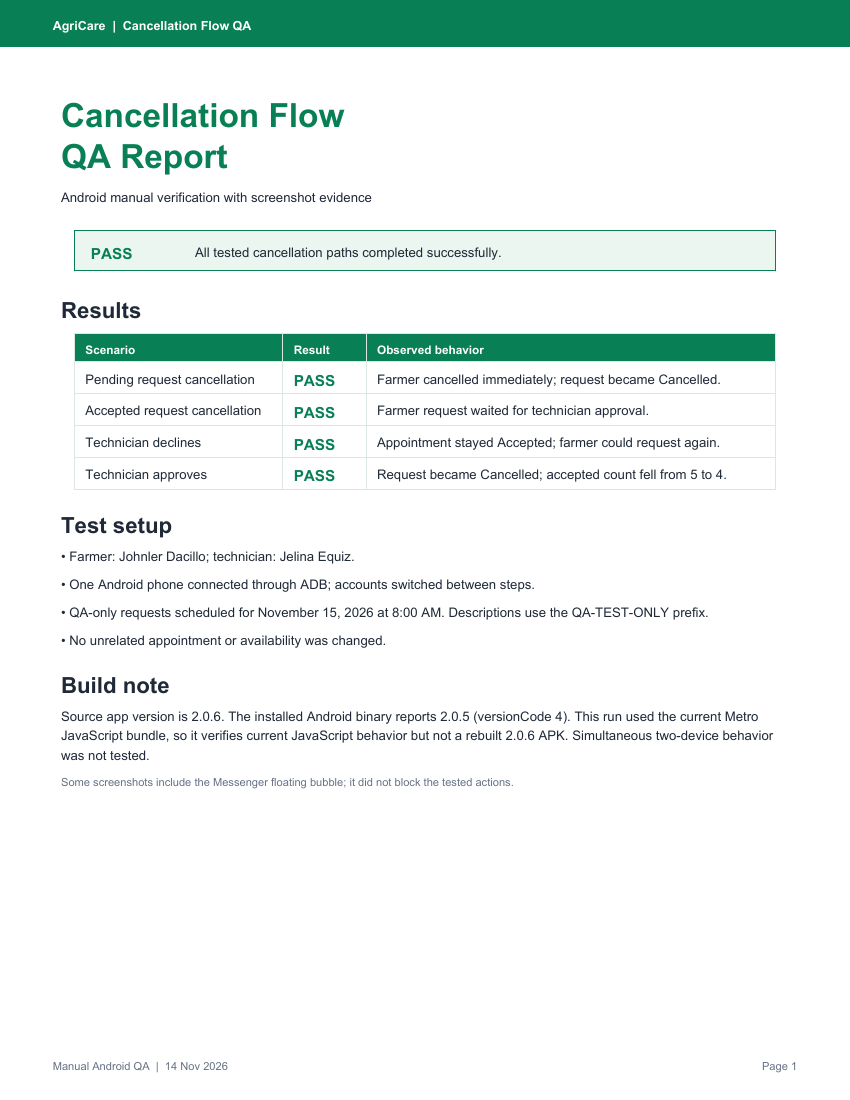 AgriCare | Cancellation Flow QA
Cancellation Flow
QA Report
Android manual verification with screenshot evidence
PASS All tested cancellation paths completed successfully.
Results
Scenario Result Observed behavior
Pending request cancellation PASS Farmer cancelled immediately; request became Cancelled.
Accepted request cancellation PASS Farmer request waited for technician approval.
Technician declines PASS Appointment stayed Accepted; farmer could request again.
Technician approves PASS Request became Cancelled; accepted count fell from 5 to 4.
Test setup
• Farmer: Johnler Dacillo; technician: Jelina Equiz.
• One Android phone connected through ADB; accounts switched between steps.
• QA-only requests scheduled for November 15, 2026 at 8:00 AM. Descriptions use the QA-TEST-ONLY prefix.
• No unrelated appointment or availability was changed.
Build note
Source app version is 2.0.6. The installed Android binary reports 2.0.5 (versionCode 4). This run used the current Metro
JavaScript bundle, so it verifies current JavaScript behavior but not a rebuilt 2.0.6 APK. Simultaneous two-device behavior
was not tested.
Some screenshots include the Messenger floating bubble; it did not block the tested actions.
Manual Android QA | 14 Nov 2026 Page 1